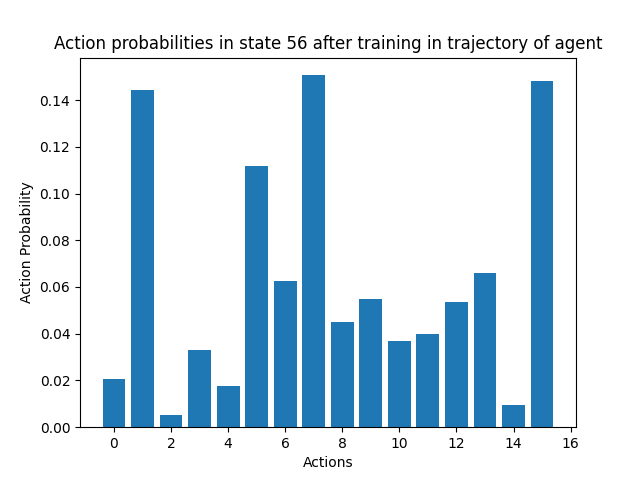 Action probabilities in state 56 after training in trajectory of agent
0.14
0.12
0.10
0.08
0.06
0.04
0.02
0.00
Action Probability
0 2 4 6 8 10 12 14 16
Actions